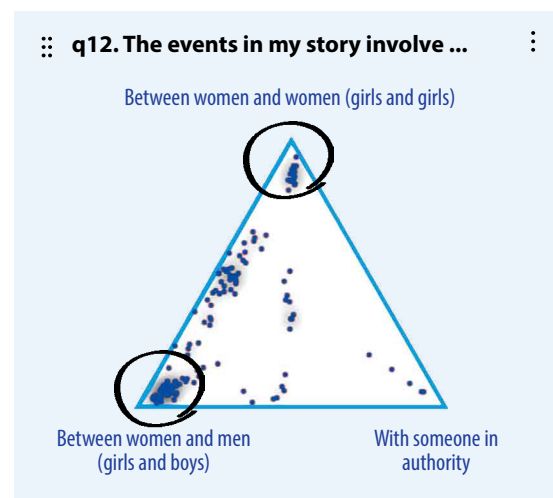 q12. The events in my story involve ...
Between women and women (girls and girls)
Between women and men
(girls and boys)
With someone in
authority